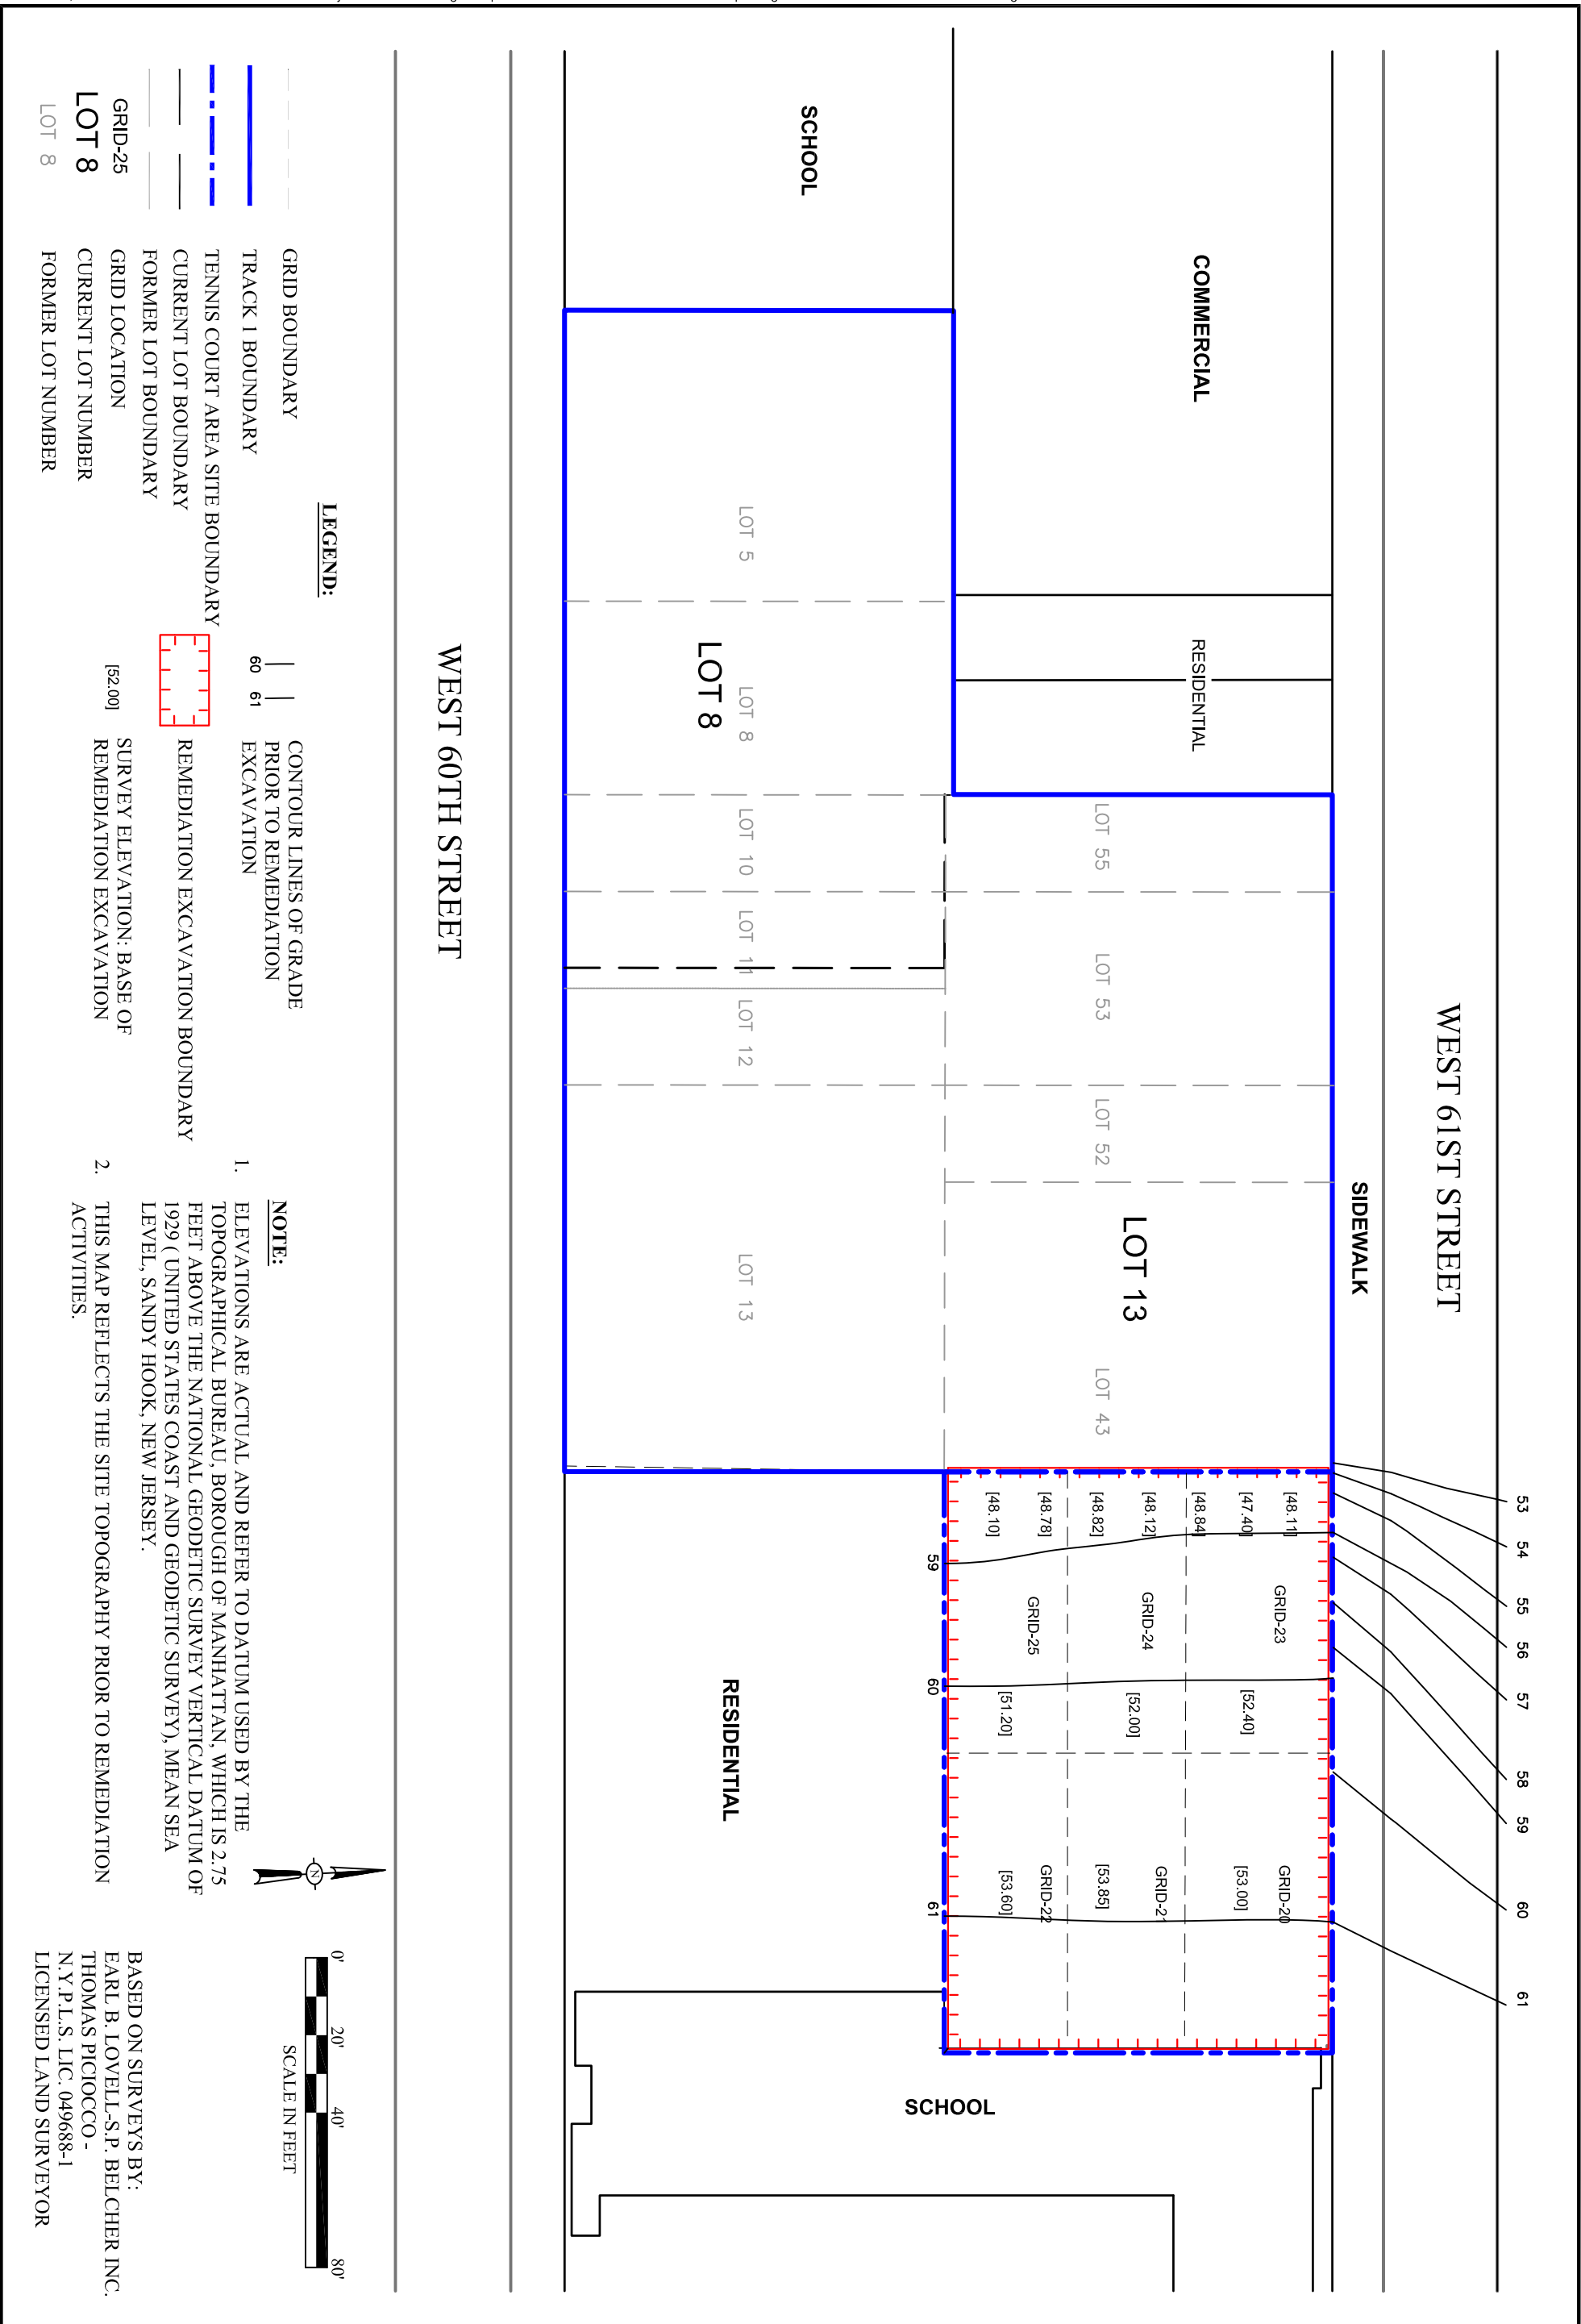 WEST 61ST STREET
53
54
55
56
57
58
59
60
61
SIDEWALK
COMMERCIAL
RESIDENTIAL
LOT 55
LOT 53
LOT 52
LOT 13
LOT 43
[48.11]
[47.40]
[48.84]
[48.12]
[48.82]
[48.78]
[48.10]
GRID-23
GRID-24
GRID-25
[52.40]
[52.00]
[51.20]
GRID-20
[53.00]
GRID-21
[53.85]
GRID-22
[53.60]
59
60
61
SCHOOL
LOT 5
LOT 8
LOT 8
LOT 10
LOT 11
LOT 12
LOT 13
RESIDENTIAL
SCHOOL
WEST 60TH STREET
LEGEND:
GRID BOUNDARY
TRACK 1 BOUNDARY
TENNIS COURT AREA SITE BOUNDARY
CURRENT LOT BOUNDARY
FORMER LOT BOUNDARY
GRID-25 GRID LOCATION
LOT 8 CURRENT LOT NUMBER
LOT 8 FORMER LOT NUMBER
60 61
CONTOUR LINES OF GRADE
PRIOR TO REMEDIATION
EXCAVATION
REMEDIATION EXCAVATION BOUNDARY
[52.00]
SURVEY ELEVATION: BASE OF
REMEDIATION EXCAVATION
NOTE:
1. ELEVATIONS ARE ACTUAL AND REFER TO DATUM USED BY THE
TOPOGRAPHICAL BUREAU, BOROUGH OF MANHATTAN, WHICH IS 2.75
FEET ABOVE THE NATIONAL GEODETIC SURVEY VERTICAL DATUM OF
1929 ( UNITED STATES COAST AND GEODETIC SURVEY), MEAN SEA
LEVEL, SANDY HOOK, NEW JERSEY.
2. THIS MAP REFLECTS THE SITE TOPOGRAPHY PRIOR TO REMEDIATION
ACTIVITIES.
N
0' 20' 40' 80'
SCALE IN FEET
BASED ON SURVEYS BY:
EARL B. LOVELL-S.P. BELCHER INC.
THOMAS PICIOCCO -
N.Y.P.L.S. LIC. 049688-1
LICENSED LAND SURVEYOR